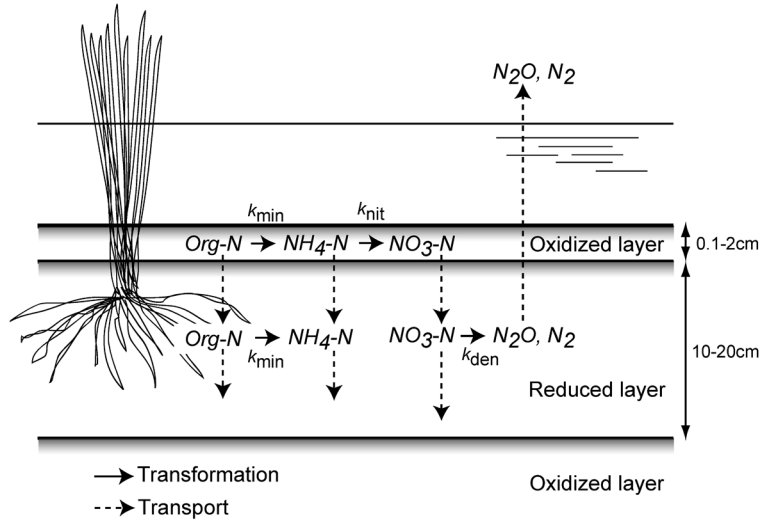 N2O, N2
kmin knit
Org-N NH4-N NO3-N Oxidized layer 0.1-2cm
Org-N NH4-N NO3-N N2O, N2
kmin kden 10-20cm
Reduced layer
Transformation
Transport
Oxidized layer